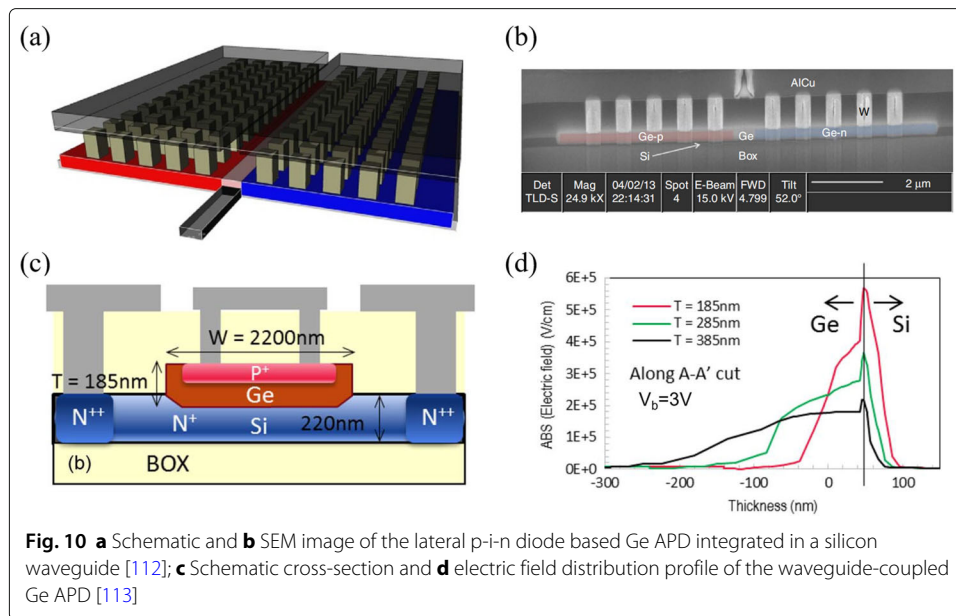 (a)
(b)
AlCu
W
Ge-p
Ge
Ge-n
Si
Box
Det Mag 04/02/13 Spot E-Beam FWD Tilt
TLD-S 24.9 kX 22:14:31 4 15.0 kV 4.799 52.0° 2 µm
(c)
W = 2200nm
T = 185nm
P+
Ge
N++
N+
Si
220nm
N++
(b)
BOX
(d)
ABS (Electric field) (V/cm)
6E+5
5E+5
4E+5
3E+5
2E+5
1E+5
0E+0
T = 185nm
T = 285nm
T = 385nm
Ge
Si
Along A-A' cut
Vb=3V
-300
-200
-100
0
100
Thickness (nm)
Fig. 10 a Schematic and b SEM image of the lateral p-i-n diode based Ge APD integrated in a silicon
waveguide [112]; c Schematic cross-section and d electric field distribution profile of the waveguide-coupled
Ge APD [113]